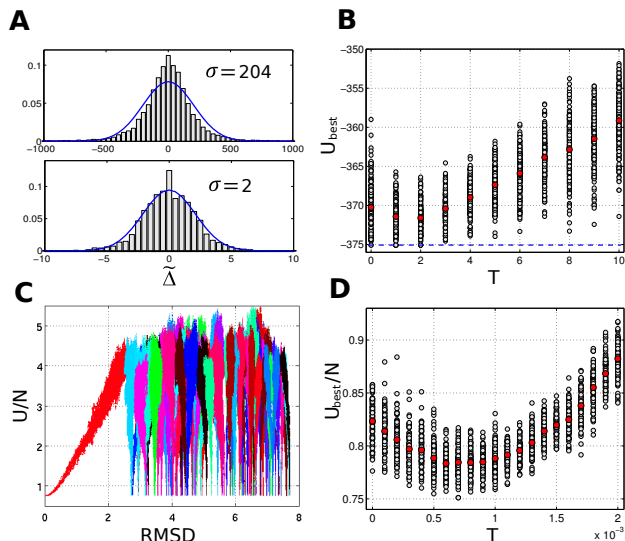 A
0.1
0.05
0
σ=204
−1000 −500 0 500 1000
0.1
0.05
0
σ=2
−10 −5 0 5 10
Δ̃
B
−350
−355
−360
−365
−370
−375
U_best
0 2 4 6 8 10
T
C
5
4
3
2
1
U/N
0 2 4 6 8
RMSD
D
0.9
0.85
0.8
0.75
U_best/N
0 0.5 1 1.5 2
T
x 10⁻³